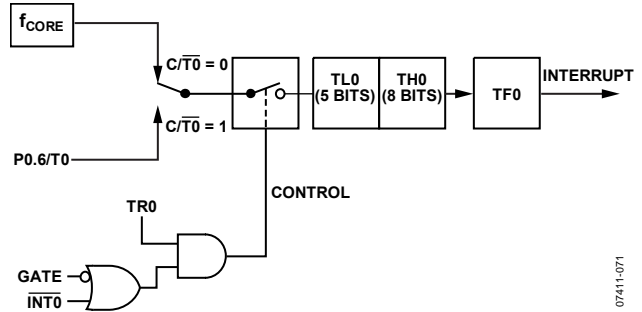 fCORE
C/T0̅ = 0
TL0
(5 BITS)
TH0
(8 BITS)
TF0
INTERRUPT
C/T0̅ = 1
P0.6/T0
CONTROL
TR0
GATE
I̅N̅T̅0̅
07411-071